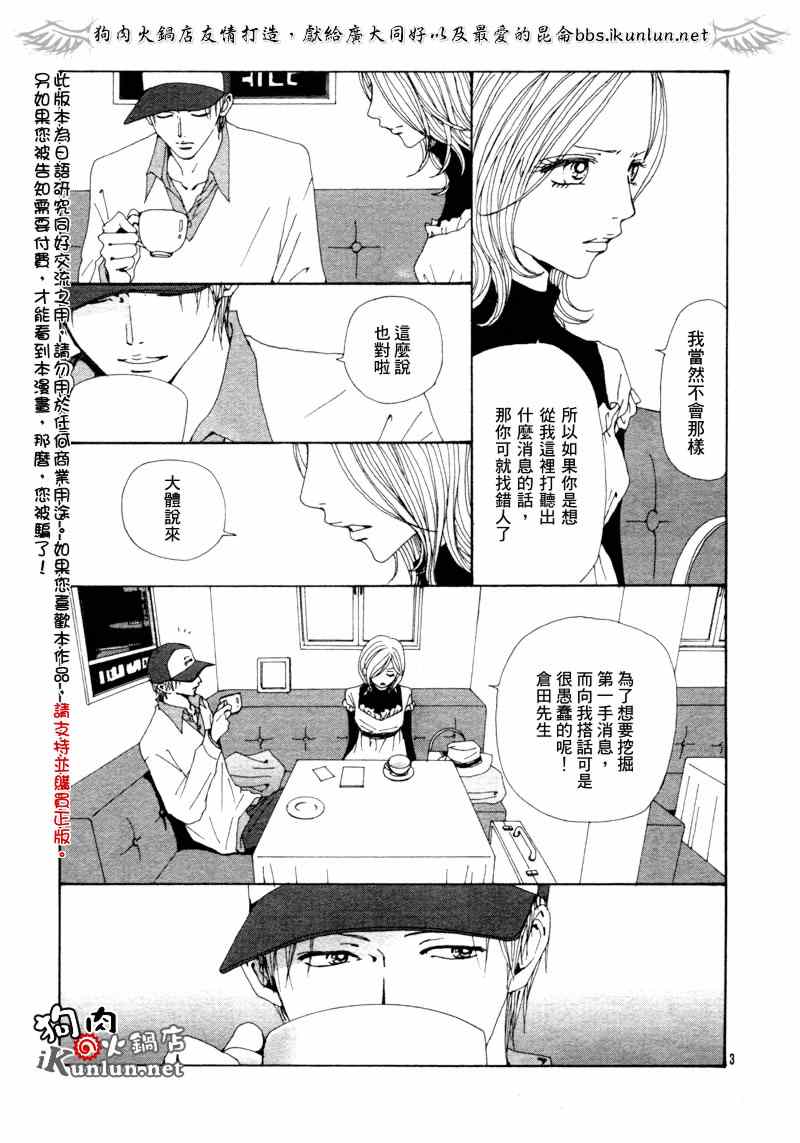 狗肉火鍋店友情打造，獻給廣大同好以及最愛的昆侖bbs.ikunlun.net
此版本為日語研究同好交流之用~請勿用於任何商業用途~。如果您喜歡本作品~~請支持並購買正版。
另如果您被告知需要付費，才能看到本漫畫，那麼，您被騙了！
我當然不會那樣
所以如果你是想
從我這裡打聽出
什麼消息的話，
那你可就找錯人了
這麼說
也對啦
大體說來
為了想要挖掘
第一手消息，
而向我搭話可是
很愚蠢的呢！
倉田先生
狗肉
火鍋店
iKunlun.net
3